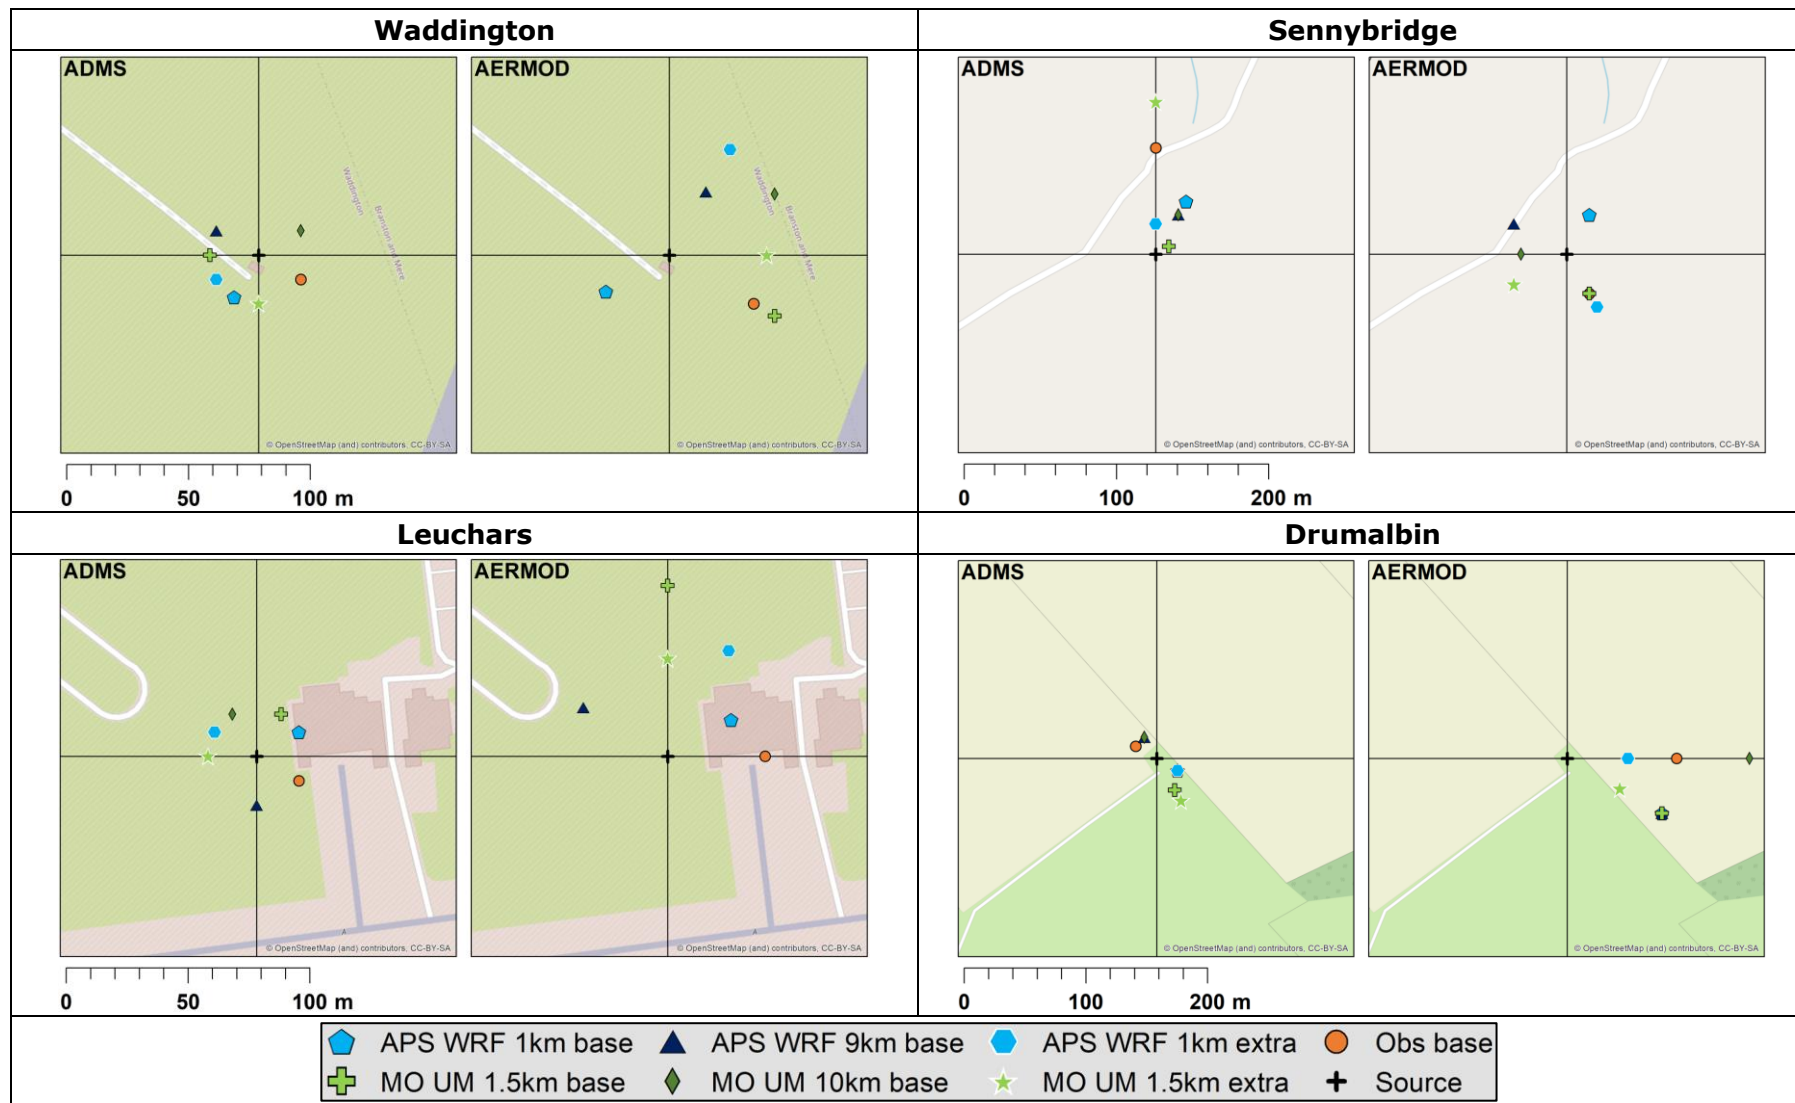 Waddington
Sennybridge
ADMS
AERMOD
ADMS
AERMOD
Waddington
Branston and Mere
Waddington
Branston and Mere
© OpenStreetMap (and) contributors, CC-BY-SA
© OpenStreetMap (and) contributors, CC-BY-SA
© OpenStreetMap (and) contributors, CC-BY-SA
© OpenStreetMap (and) contributors, CC-BY-SA
0 50 100 m
0 100 200 m
Leuchars
Drumalbin
ADMS
AERMOD
ADMS
AERMOD
© OpenStreetMap (and) contributors, CC-BY-SA
© OpenStreetMap (and) contributors, CC-BY-SA
© OpenStreetMap (and) contributors, CC-BY-SA
© OpenStreetMap (and) contributors, CC-BY-SA
0 50 100 m
0 100 200 m
APS WRF 1km base APS WRF 9km base APS WRF 1km extra Obs base
MO UM 1.5km base MO UM 10km base MO UM 1.5km extra Source